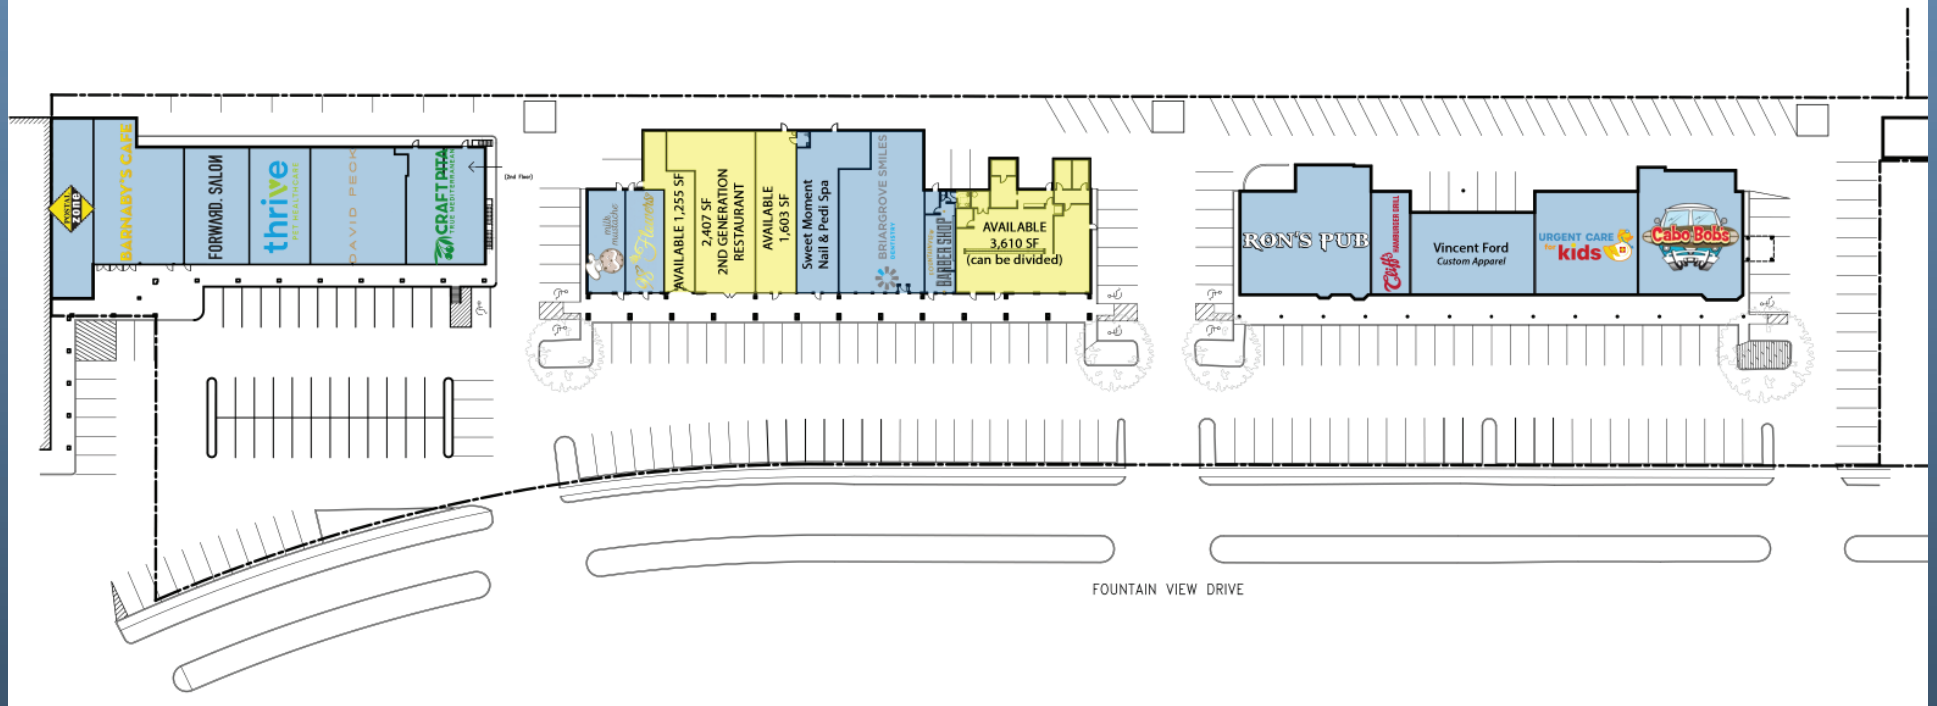 POSTAL
zone
BARNABY'S CAFE
FORWARD. SALON
thrive
PET HEALTHCARE
DAVID PECK
CRAFT PITA
TRUE MEDITERRANEAN
(2nd Floor)
milk
mustache
Flowers
AVAILABLE 1,255 SF
2,407 SF
2ND GENERATION
RESTAURANT
AVAILABLE
1,603 SF
Sweet Moment
Nail & Pedi Spa
BRIARGROVE SMILES
DENTISTRY
BARBER SHOP
AVAILABLE
3,610 SF
(can be divided)
RON'S PUB
Cliff's
HAMBURGER GRILL
Vincent Ford
Custom Apparel
URGENT CARE
for
kids
Cabo Bobs
FOUNTAIN VIEW DRIVE